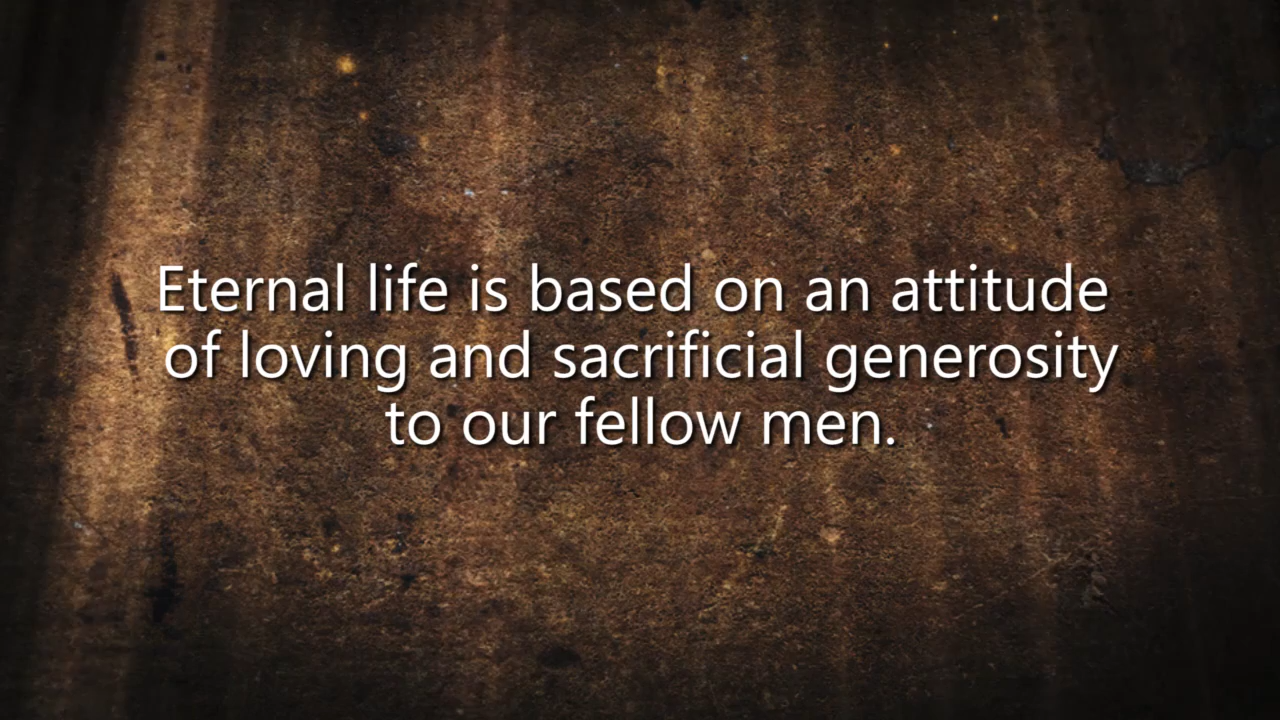 Eternal life is based on an attitude
of loving and sacrificial generosity
to our fellow men.